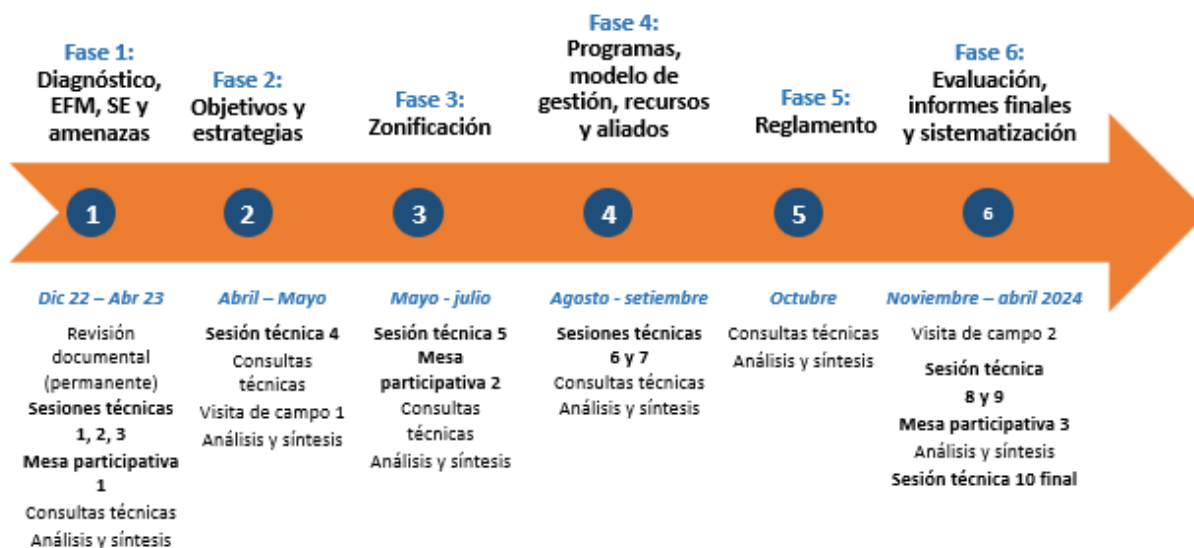 Fase 1:
Diagnóstico,
EFM, SE y
amenazas
Fase 2:
Objetivos y
estrategias
Fase 3:
Zonificación
Fase 4:
Programas,
modelo de
gestión, recursos
y aliados
Fase 5:
Reglamento
Fase 6:
Evaluación,
informes finales
y sistematización
1
2
3
4
5
6
Dic 22 – Abr 23
Revisión
documental
(permanente)
Sesiones técnicas
1, 2, 3
Mesa participativa
1
Consultas técnicas
Análisis y síntesis
Abril – Mayo
Sesión técnica 4
Consultas
técnicas
Visita de campo 1
Análisis y síntesis
Mayo - julio
Sesión técnica 5
Mesa
participativa 2
Consultas
técnicas
Análisis y síntesis
Agosto - setiembre
Sesiones técnicas
6 y 7
Consultas técnicas
Análisis y síntesis
Octubre
Consultas técnicas
Análisis y síntesis
Noviembre – abril 2024
Visita de campo 2
Sesión técnica
8 y 9
Mesa participativa 3
Análisis y síntesis
Sesión técnica 10 final